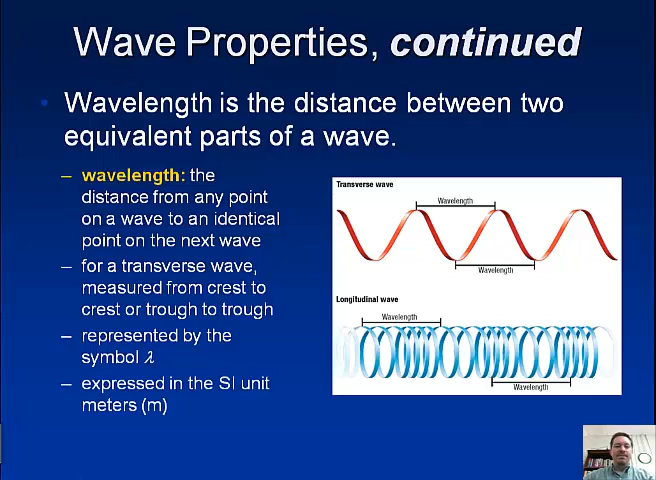 Wave Properties, continued
• Wavelength is the distance between two
equivalent parts of a wave.
– wavelength: the
distance from any point
on a wave to an identical
point on the next wave
– for a transverse wave,
measured from crest to
crest or trough to trough
– represented by the
symbol λ
– expressed in the SI unit
meters (m)
Transverse wave
Wavelength
Wavelength
Longitudinal wave
Wavelength
Wavelength